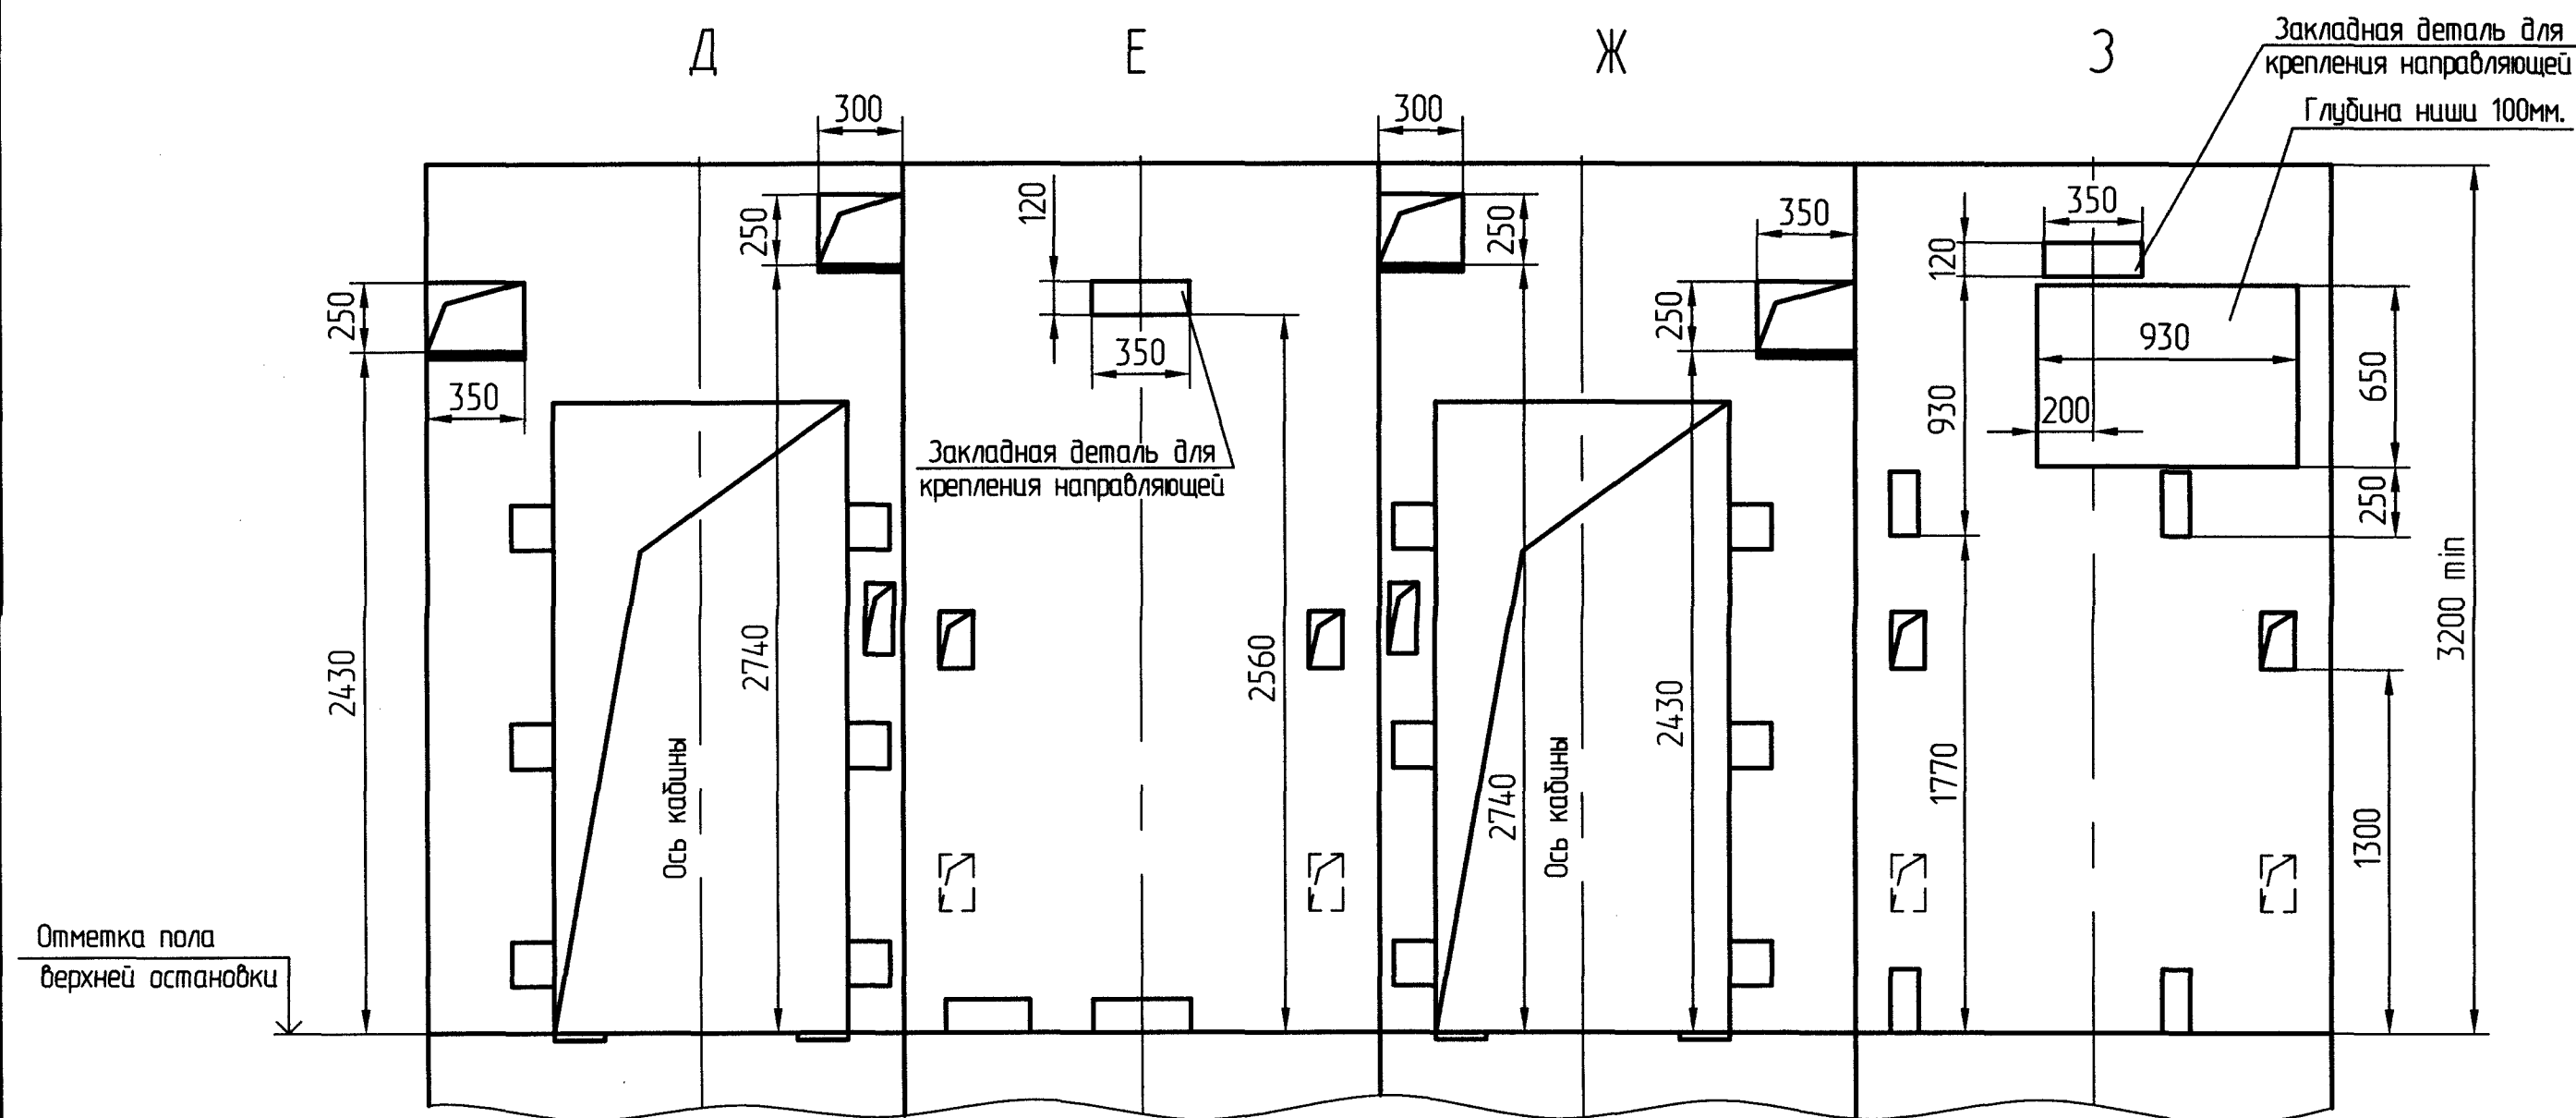 Д
Е
Ж
З
Закладная деталь для
крепления направляющей
Глубина ниши 100мм.
300
300
120
250
250
350
350
120
250
250
350
930
930
650
200
350
350
Закладная деталь для
крепления направляющей
250
3200 min
2430
2740
2560
2430
2740
1770
1300
Ось кабины
Ось кабины
Отметка пола
верхней остановки